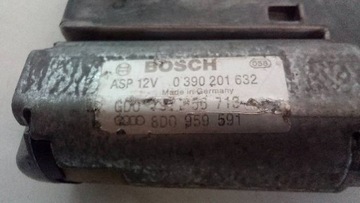 BOSCH
ASP 12V 0 390 201 632
Made in Germany
8D0 959 591